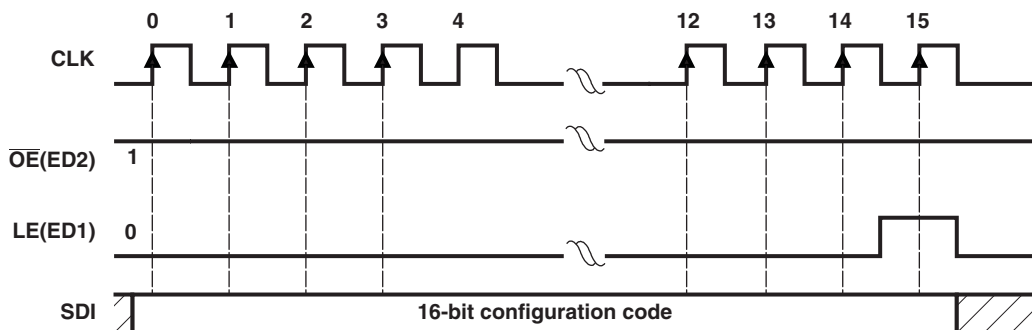 0 1 2 3 4 12 13 14 15
CLK
OE(ED2) 1
LE(ED1) 0
SDI 16-bit configuration code